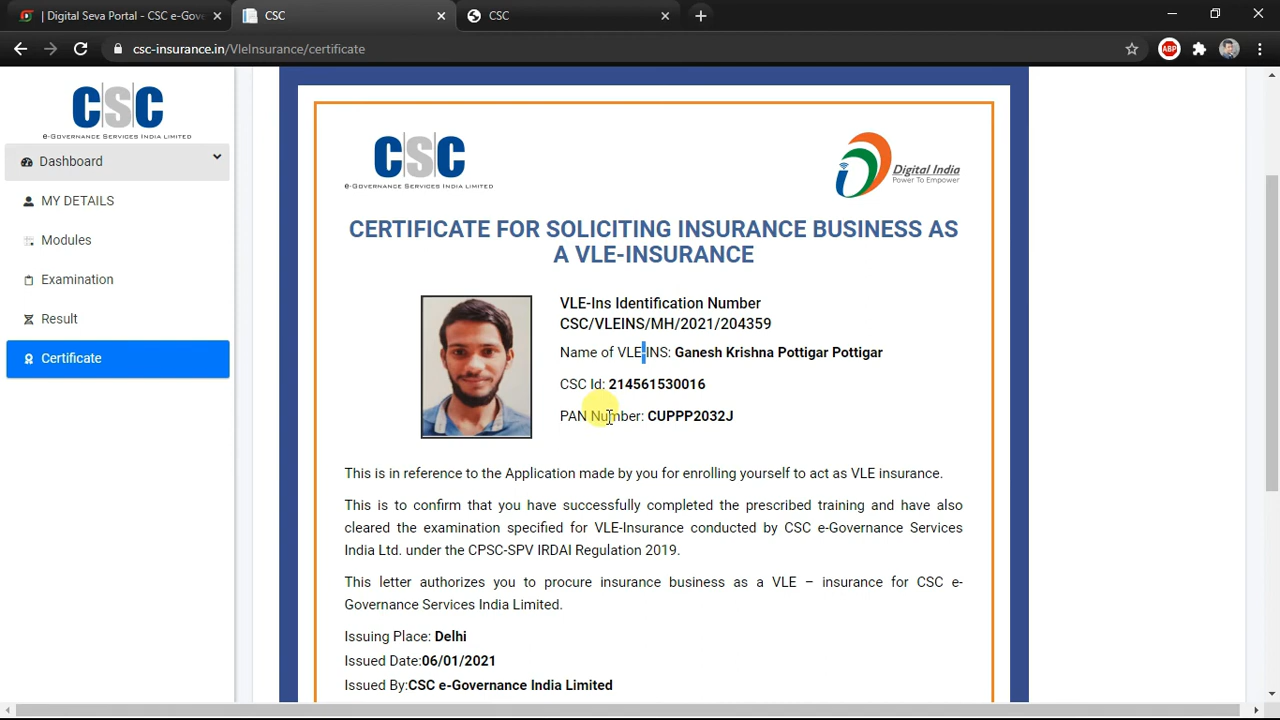 | Digital Seva Portal - CSC e-Gove
CSC
CSC
csc-insurance.in/VleInsurance/certificate
ABP
CSC
e-GOVERNANCE SERVICES INDIA LIMITED
Dashboard
MY DETAILS
Modules
Examination
Result
Certificate
CSC
e-GOVERNANCE SERVICES INDIA LIMITED
Digital India
Power To Empower
CERTIFICATE FOR SOLICITING INSURANCE BUSINESS AS
A VLE-INSURANCE
VLE-Ins Identification Number
CSC/VLEINS/MH/2021/204359
Name of VLE-INS: Ganesh Krishna Pottigar Pottigar
CSC Id: 214561530016
PAN Number: CUPPP2032J
This is in reference to the Application made by you for enrolling yourself to act as VLE insurance.
This is to confirm that you have successfully completed the prescribed training and have also
cleared the examination specified for VLE-Insurance conducted by CSC e-Governance Services
India Ltd. under the CPSC-SPV IRDAI Regulation 2019.
This letter authorizes you to procure insurance business as a VLE – insurance for CSC e-
Governance Services India Limited.
Issuing Place: Delhi
Issued Date:06/01/2021
Issued By:CSC e-Governance India Limited